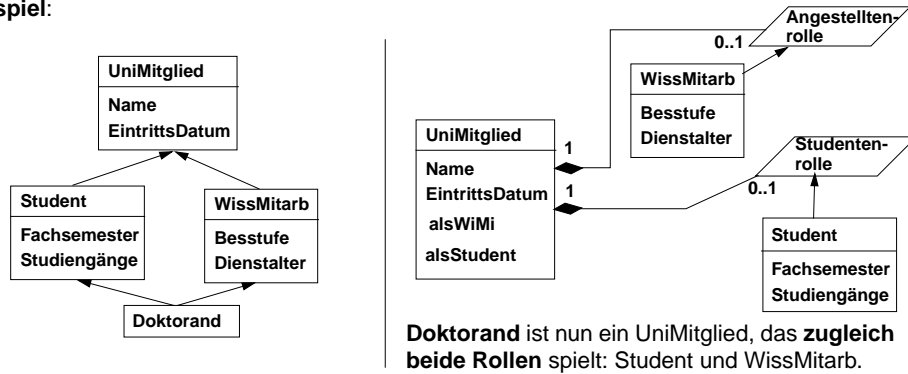 spiel:
UniMitglied
Name
EintrittsDatum
Student
Fachsemester
Studiengänge
WissMitarb
Besstufe
Dienstalter
Doktorand
Angestellten-
rolle
0..1
WissMitarb
Besstufe
Dienstalter
UniMitglied
1
Name
EintrittsDatum
1
alsWiMi
alsStudent
Studenten-
rolle
0..1
Student
Fachsemester
Studiengänge
Doktorand ist nun ein UniMitglied, das zugleich
beide Rollen spielt: Student und WissMitarb.